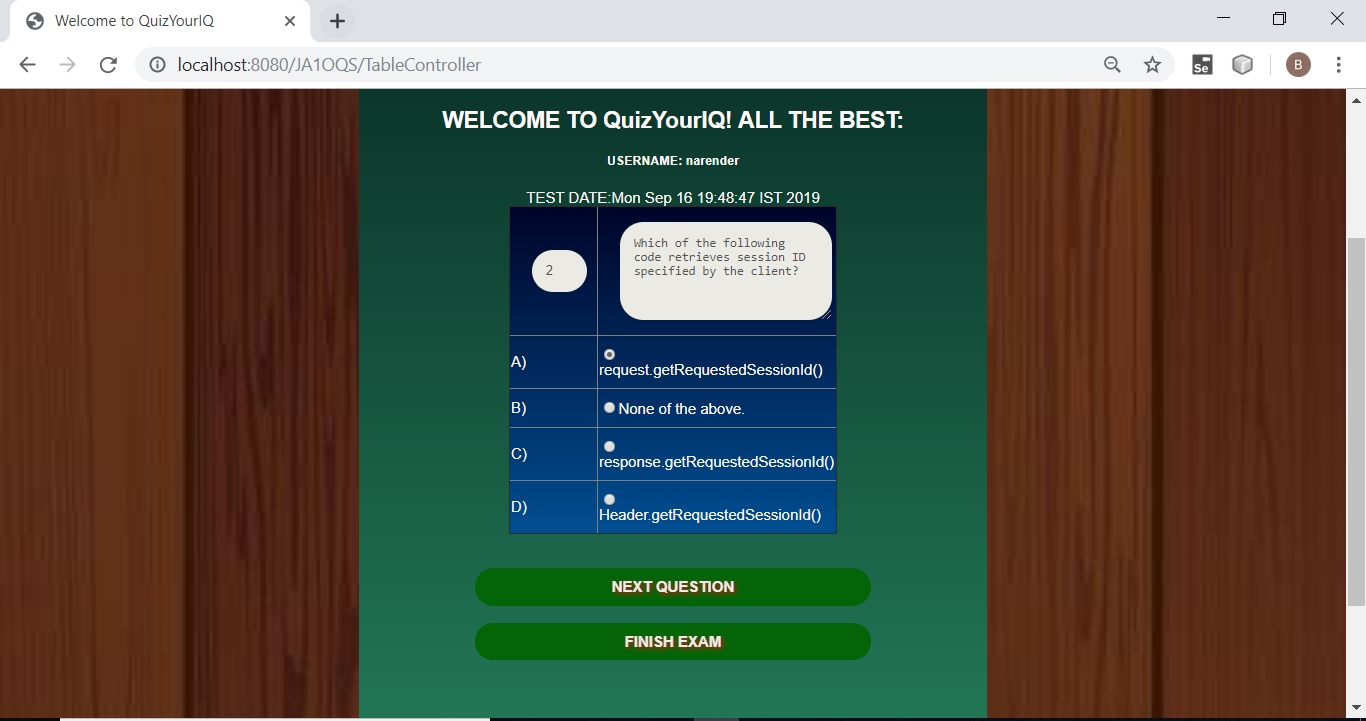 Welcome to QuizYourIQ
localhost:8080/JA1OQS/TableController
Se
B
WELCOME TO QuizYourIQ! ALL THE BEST:
USERNAME: narender
TEST DATE:Mon Sep 16 19:48:47 IST 2019
2
Which of the following
code retrieves session ID
specified by the client?
A)
request.getRequestedSessionId()
B) None of the above.
C)
response.getRequestedSessionId()
D)
Header.getRequestedSessionId()
NEXT QUESTION
FINISH EXAM